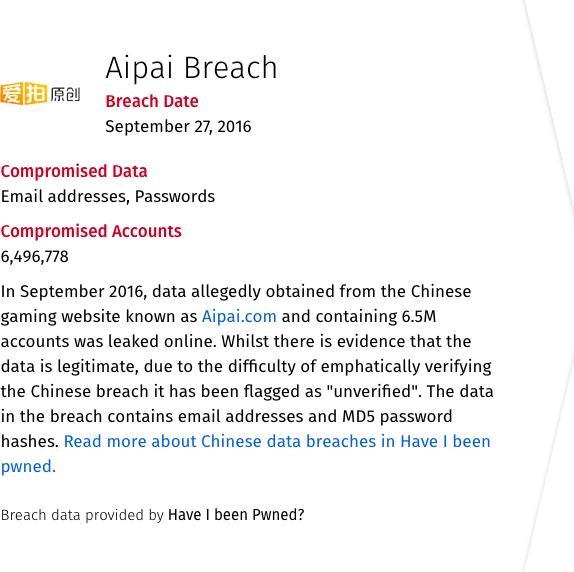 Aipai Breach
爱拍原创
Breach Date
September 27, 2016
Compromised Data
Email addresses, Passwords
Compromised Accounts
6,496,778
In September 2016, data allegedly obtained from the Chinese
gaming website known as Aipai.com and containing 6.5M
accounts was leaked online. Whilst there is evidence that the
data is legitimate, due to the difficulty of emphatically verifying
the Chinese breach it has been flagged as "unverified". The data
in the breach contains email addresses and MD5 password
hashes. Read more about Chinese data breaches in Have I been
pwned.
Breach data provided by Have I been Pwned?